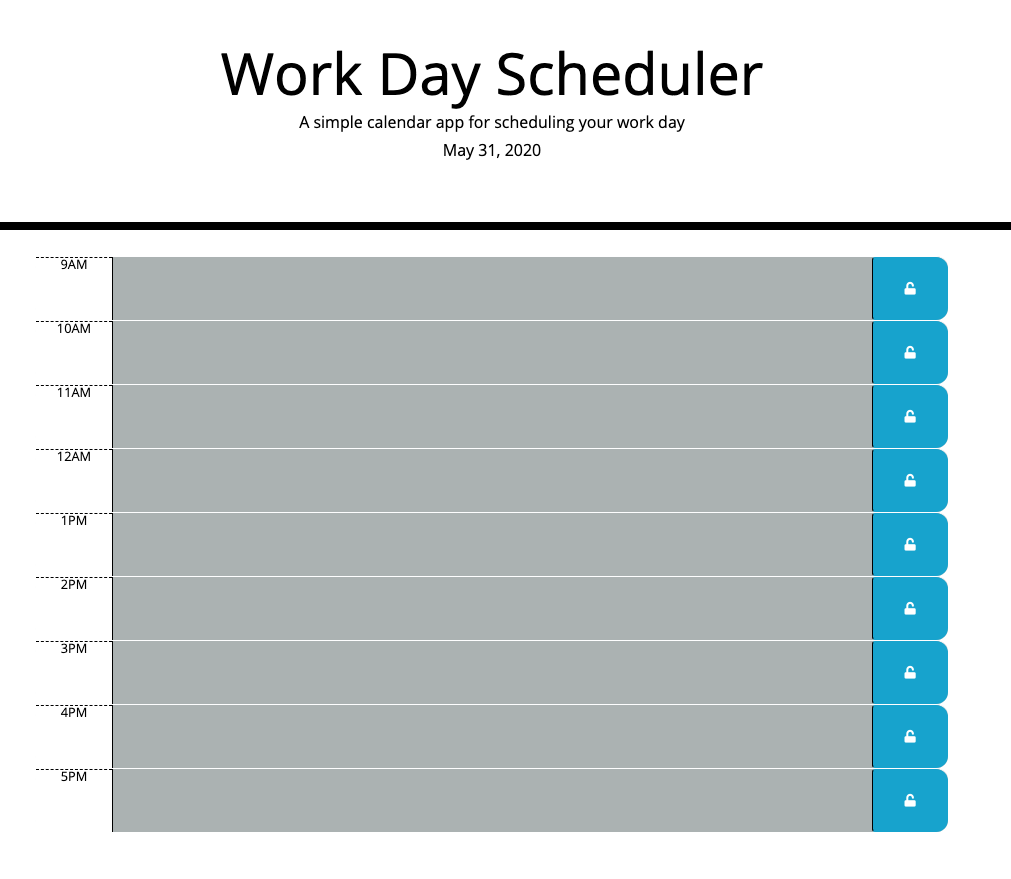 Work Day Scheduler
A simple calendar app for scheduling your work day
May 31, 2020
9AM
10AM
11AM
12AM
1PM
2PM
3PM
4PM
5PM